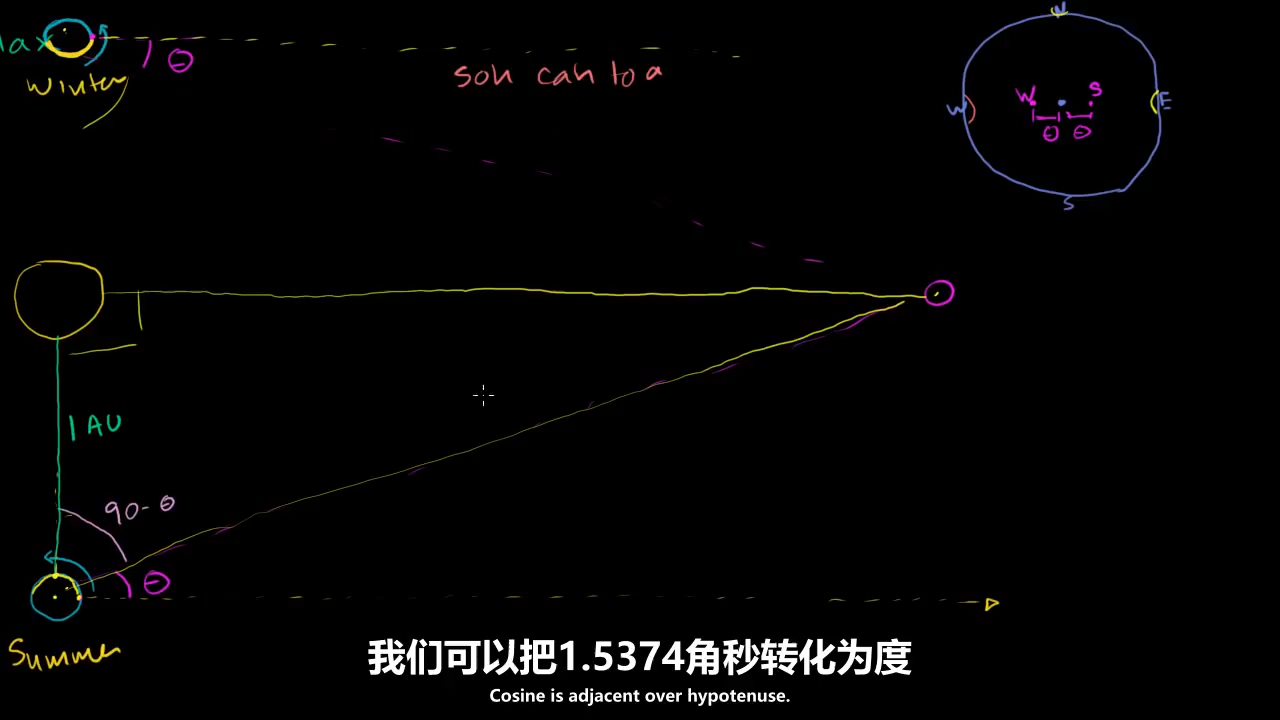 lax
Winter
θ
soh cah toa
N
W
E
S
W
S
θ θ
1 AU
90-θ
θ
Summer
我们可以把1.5374角秒转化为度
Cosine is adjacent over hypotenuse.